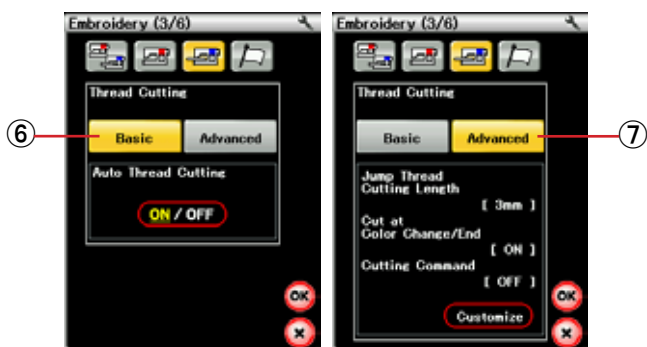 Embroidery (3/6)
Thread Cutting
⑥
Basic
Advanced
Auto Thread Cutting
ON / OFF
OK
×
Embroidery (3/6)
Thread Cutting
Basic
Advanced
⑦
Jump Thread
Cutting Length
[ 3mm ]
Cut at
Color Change/End
[ ON ]
Cutting Command
[ OFF ]
Customize
OK
×